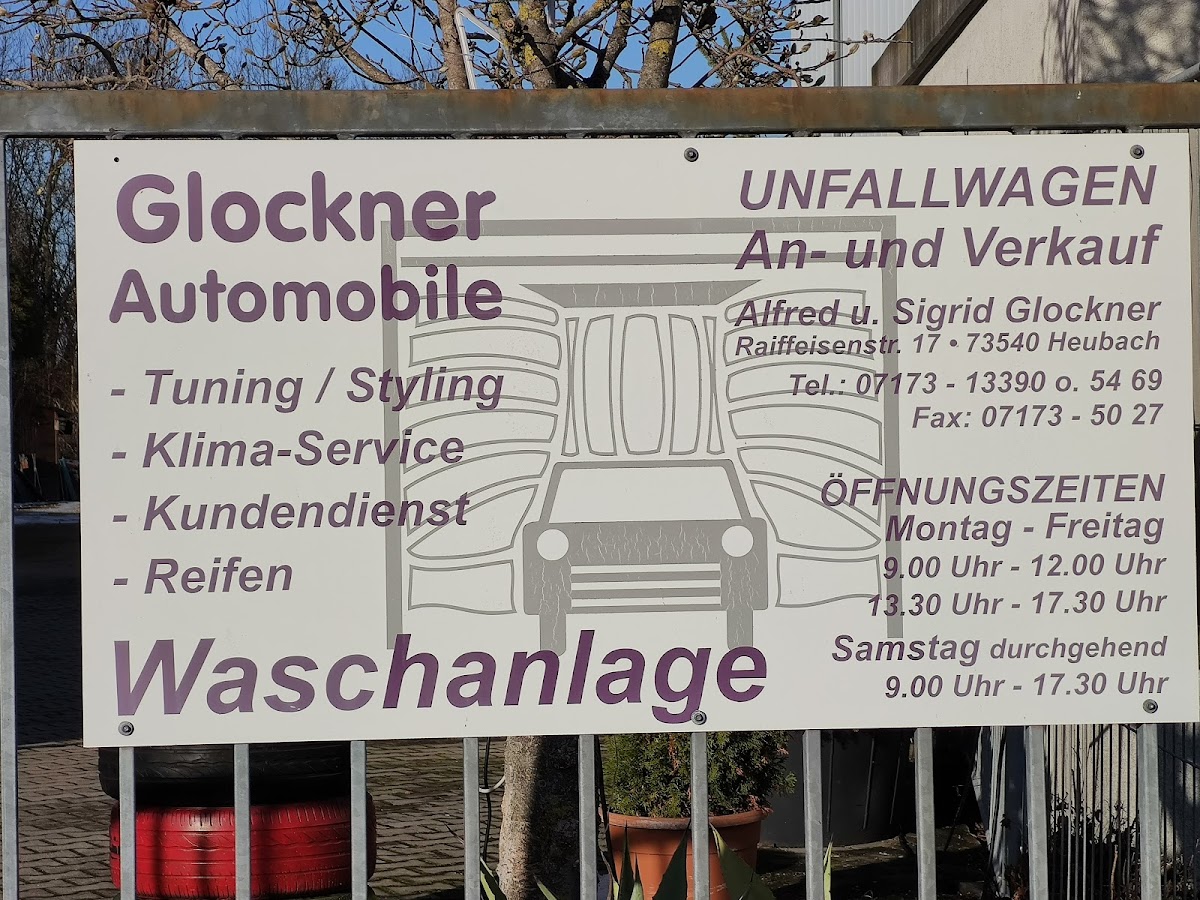 Glockner
Automobile
- Tuning / Styling
- Klima-Service
- Kundendienst
- Reifen
Waschanlage
UNFALLWAGEN
An- und Verkauf
Alfred u. Sigrid Glockner
Raiffeisenstr. 17 • 73540 Heubach
Tel.: 07173 - 13390 o. 54 69
Fax: 07173 - 50 27
ÖFFNUNGSZEITEN
Montag - Freitag
9.00 Uhr - 12.00 Uhr
13.30 Uhr - 17.30 Uhr
Samstag durchgehend
9.00 Uhr - 17.30 Uhr